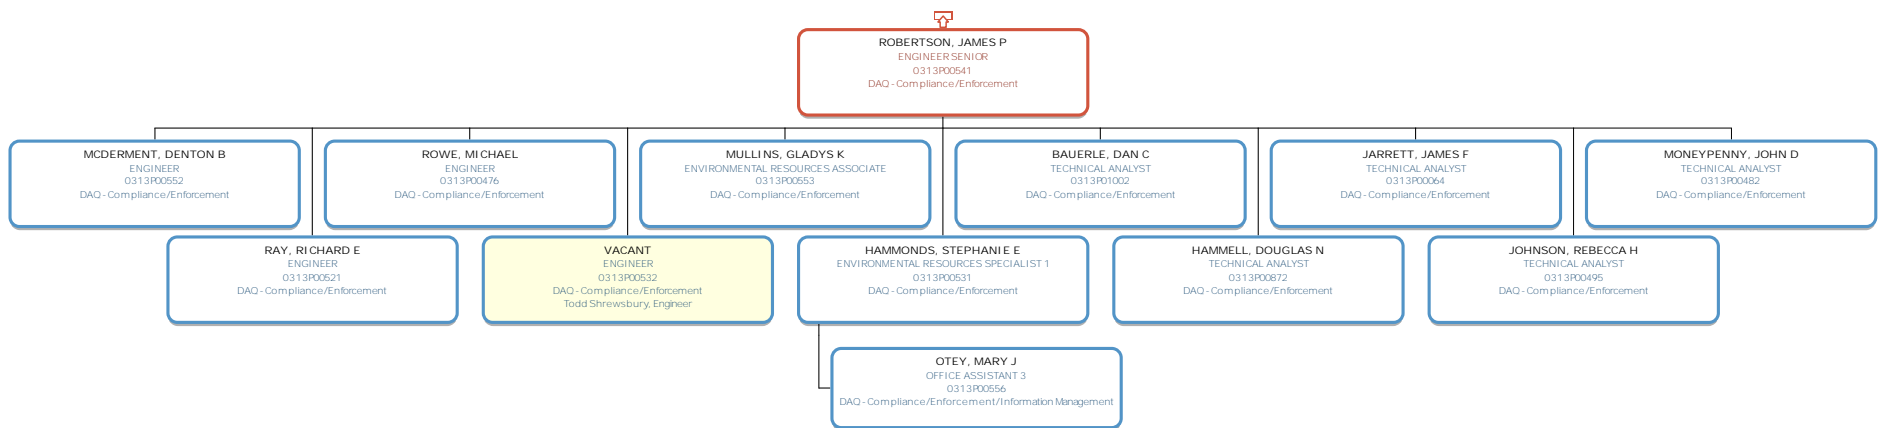 ROBERTSON, JAMES P
ENGINEER SENIOR
0313P00541
DAQ - Compliance/Enforcement
MCDERMENT, DENTON B
ENGINEER
0313P00552
DAQ - Compliance/Enforcement
ROWE, MICHAEL
ENGINEER
0313P00476
DAQ - Compliance/Enforcement
MULLINS, GLADYS K
ENVIRONMENTAL RESOURCES ASSOCIATE
0313P00553
DAQ - Compliance/Enforcement
BAUERLE, DAN C
TECHNICAL ANALYST
0313P01002
DAQ - Compliance/Enforcement
JARRETT, JAMES F
TECHNICAL ANALYST
0313P00064
DAQ - Compliance/Enforcement
MONEYPENNY, JOHN D
TECHNICAL ANALYST
0313P00482
DAQ - Compliance/Enforcement
RAY, RICHARD E
ENGINEER
0313P00521
DAQ - Compliance/Enforcement
VACANT
ENGINEER
0313P00532
DAQ - Compliance/Enforcement
Todd Shrewsbury, Engineer
HAMMONDS, STEPHANIE E
ENVIRONMENTAL RESOURCES SPECIALIST 1
0313P00531
DAQ - Compliance/Enforcement
HAMMELL, DOUGLAS N
TECHNICAL ANALYST
0313P00872
DAQ - Compliance/Enforcement
JOHNSON, REBECCA H
TECHNICAL ANALYST
0313P00495
DAQ - Compliance/Enforcement
OTEY, MARY J
OFFICE ASSISTANT 3
0313P00556
DAQ - Compliance/Enforcement/Information Management